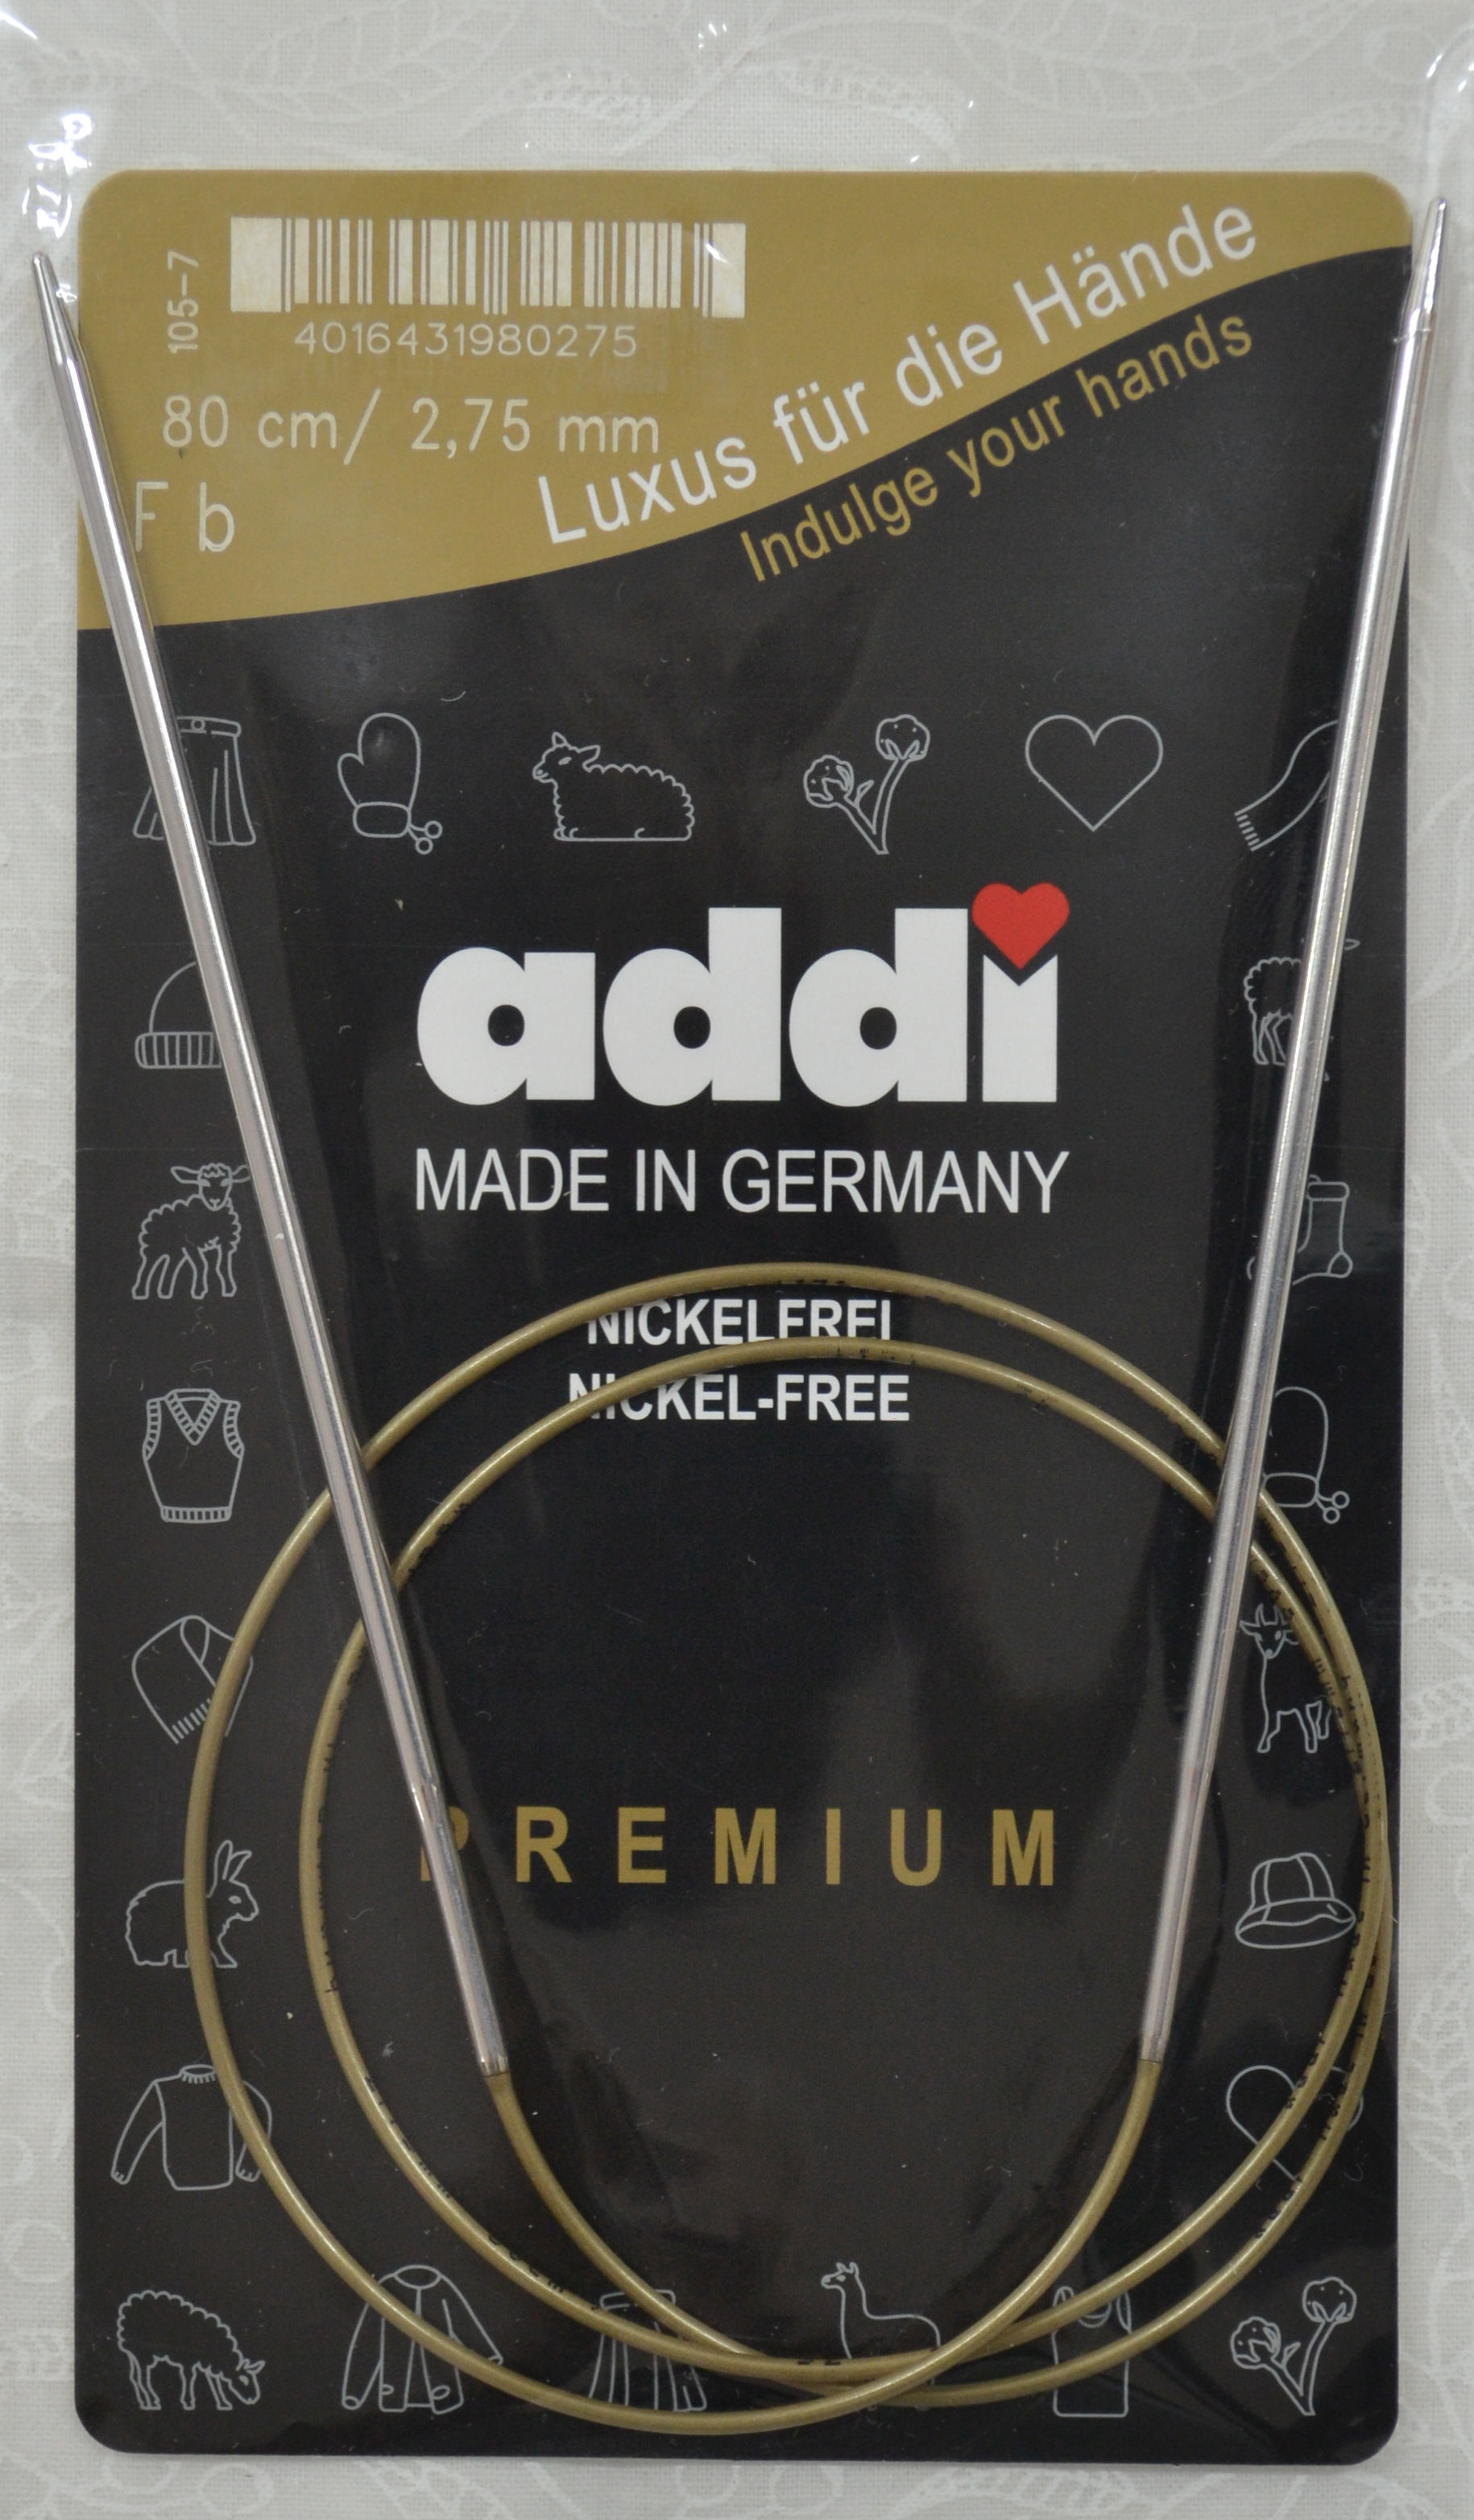 105-7
4016431980275
80 cm/ 2,75 mm
F b
Luxus für die Hände
Indulge your hands
addi
MADE IN GERMANY
NICKELFREI
NICKEL-FREE
PREMIUM